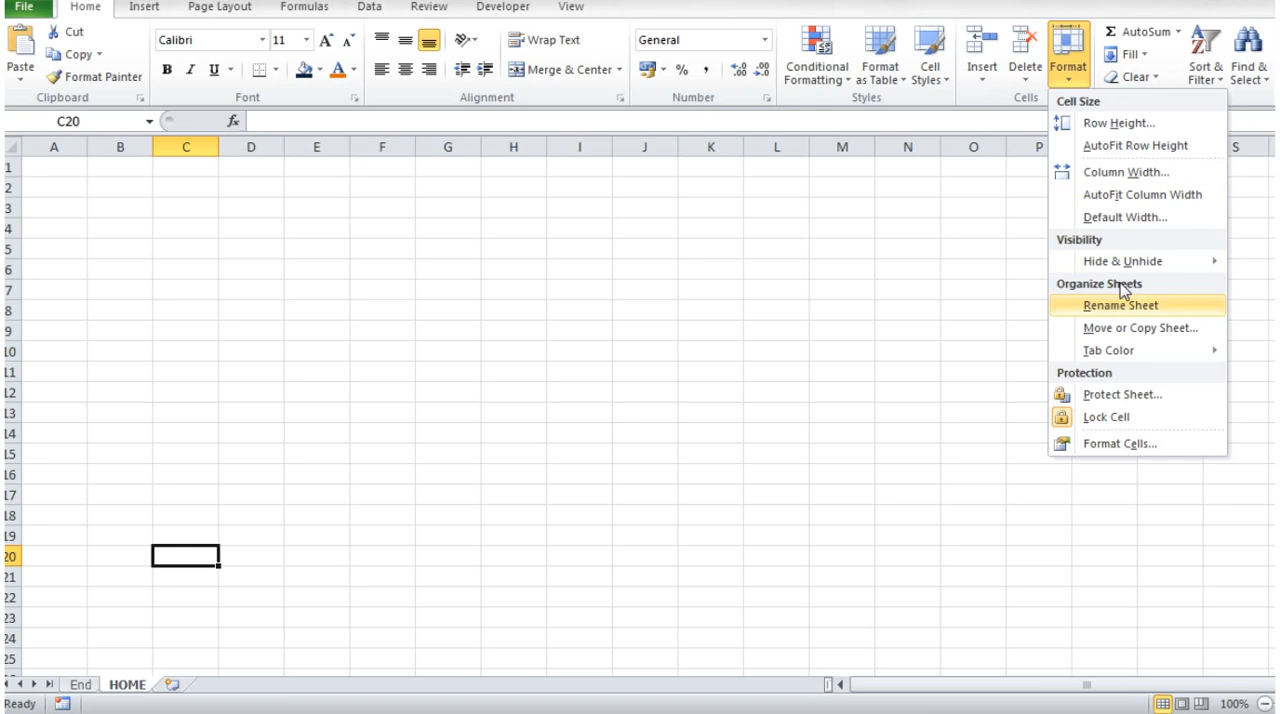 File Home Insert Page Layout Formulas Data Review Developer View
Cut
Copy
Format Painter
Paste
Clipboard
Calibri 11 A A
B I U A
Font
Wrap Text
Merge & Center
Alignment
General
% , .00 .0
Number
Conditional Formatting
Format as Table
Cell Styles
Styles
Insert Delete Format
Cells
Σ AutoSum
Fill
Clear
Sort & Filter
Find & Select
C20 fx
A B C D E F G H I J K L M N O P S
1
2
3
4
5
6
7
8
9
10
11
12
13
14
15
16
17
18
19
20
21
22
23
24
25
Cell Size
Row Height...
AutoFit Row Height
Column Width...
AutoFit Column Width
Default Width...
Visibility
Hide & Unhide
Organize Sheets
Rename Sheet
Move or Copy Sheet...
Tab Color
Protection
Protect Sheet...
Lock Cell
Format Cells...
End HOME
Ready 100%